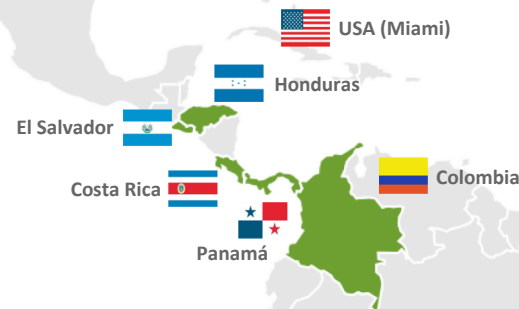 USA (Miami)
Honduras
El Salvador
Costa Rica
Colombia
Panamá